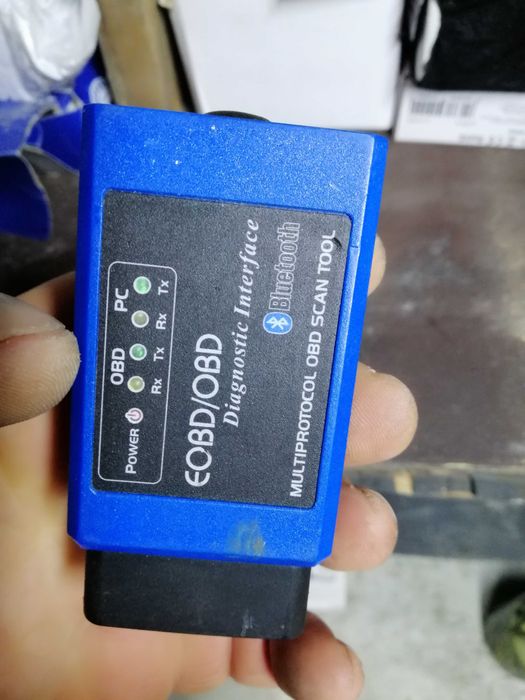 POWER
OBD
PC
Rx
Tx
Rx
Tx
EOBD/OBD
Diagnostic Interface
Bluetooth
MULTIPROTOCOL OBD SCAN TOOL